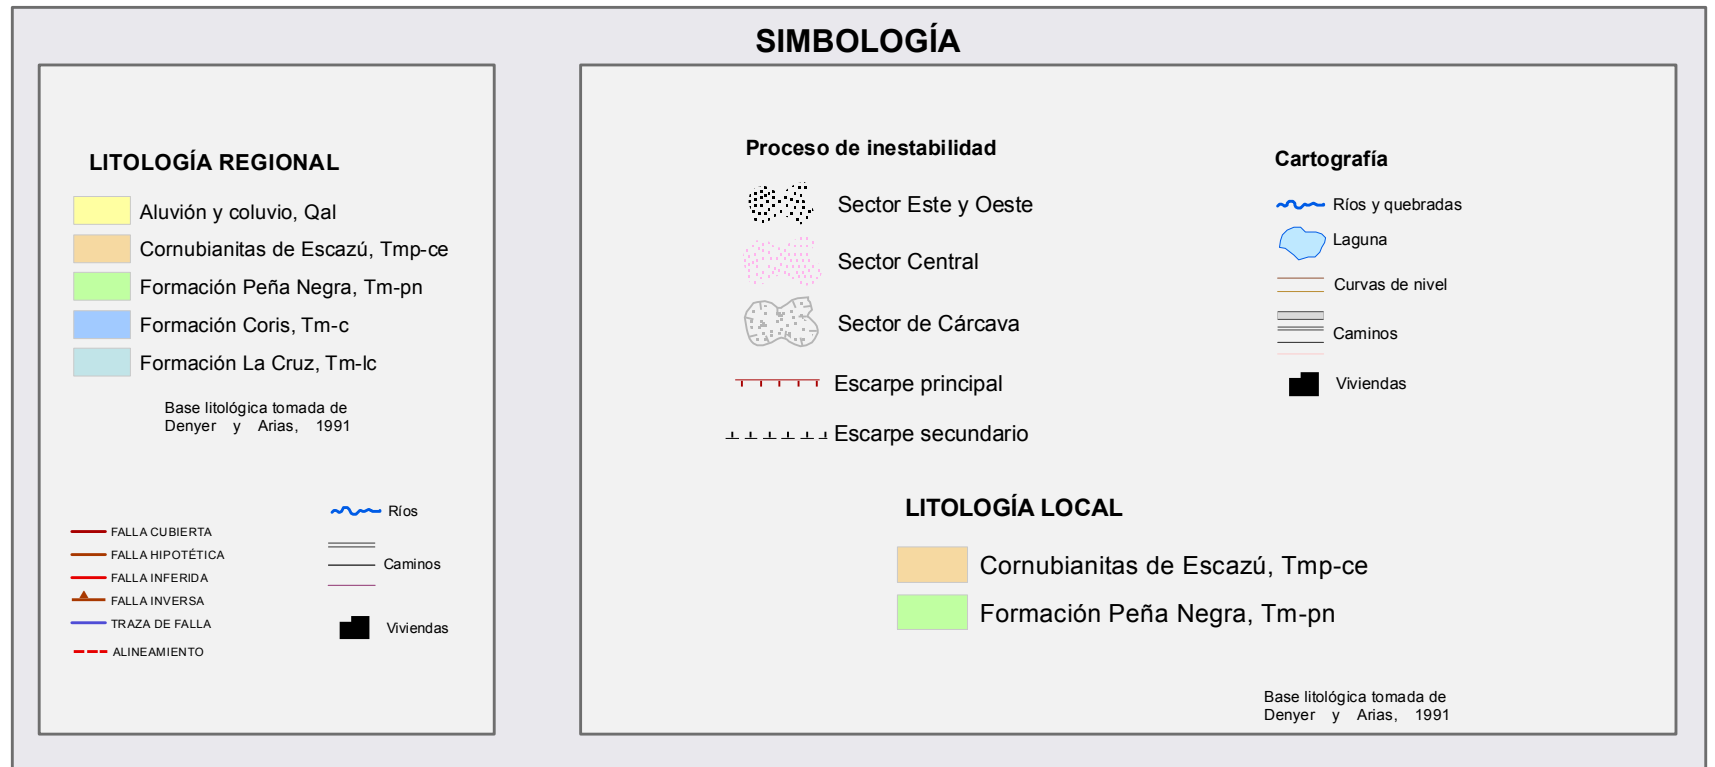 SIMBOLOGÍA
LITOLOGÍA REGIONAL
Aluvión y coluvio, Qal
Cornubianitas de Escazú, Tmp-ce
Formación Peña Negra, Tm-pn
Formación Coris, Tm-c
Formación La Cruz, Tm-lc
Base litológica tomada de
Denyer y Arias, 1991
FALLA CUBIERTA
FALLA HIPOTÉTICA
FALLA INFERIDA
FALLA INVERSA
TRAZA DE FALLA
ALINEAMIENTO
Ríos
Caminos
Viviendas
Proceso de inestabilidad
Sector Este y Oeste
Sector Central
Sector de Cárcava
Escarpe principal
Escarpe secundario
Cartografía
Ríos y quebradas
Laguna
Curvas de nivel
Caminos
Viviendas
LITOLOGÍA LOCAL
Cornubianitas de Escazú, Tmp-ce
Formación Peña Negra, Tm-pn
Base litológica tomada de
Denyer y Arias, 1991